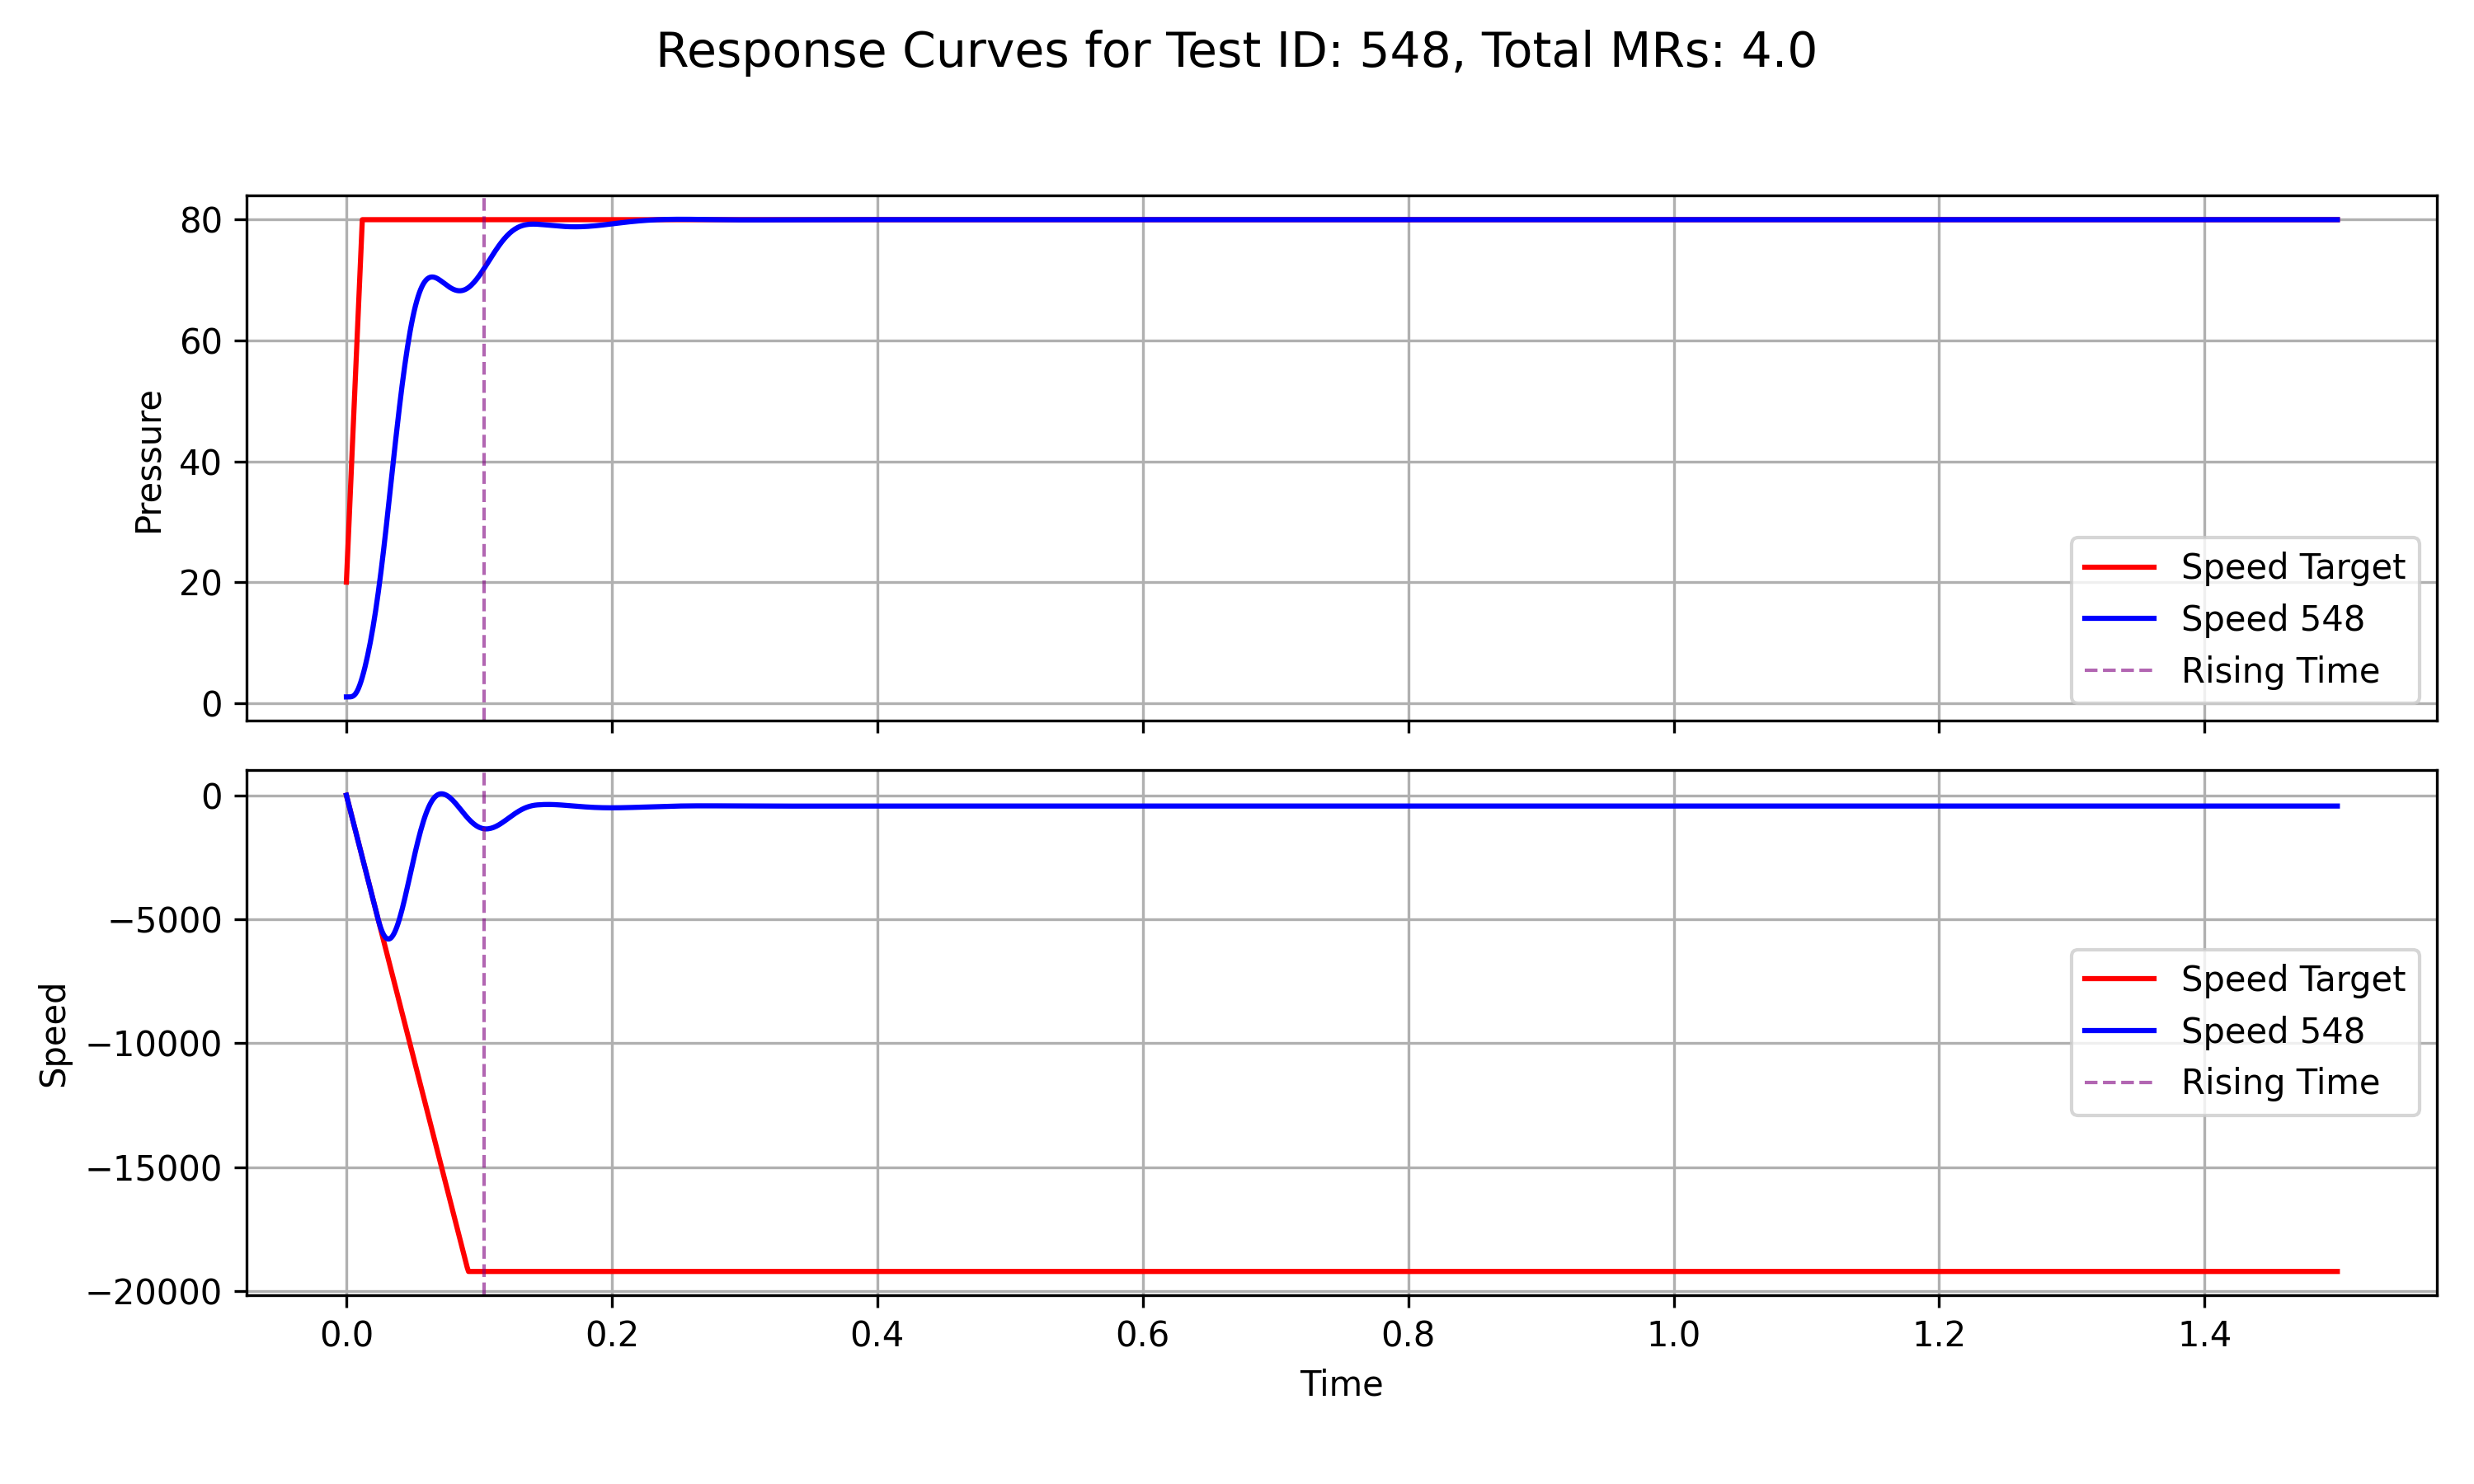 Response Curves for Test ID: 548, Total MRs: 4.0
80
60
40
20
0
Pressure
Speed Target
Speed 548
Rising Time
0
−5000
−10000
−15000
−20000
Speed
Speed Target
Speed 548
Rising Time
0.0 0.2 0.4 0.6 0.8 1.0 1.2 1.4
Time